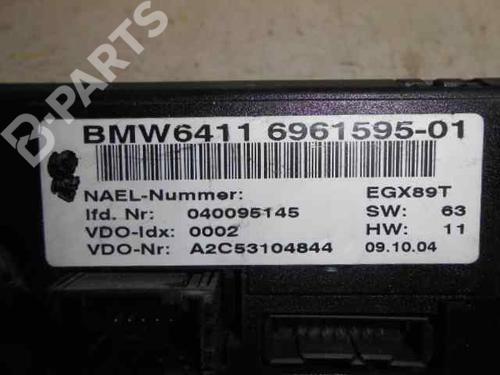 B-PARTS
BMW6411 6961595-01
NAEL-Nummer: EGX89T
lfd. Nr: 040095145 SW: 63
VDO-Idx: 0002 HW: 11
VDO-Nr: A2C53104844 09.10.04